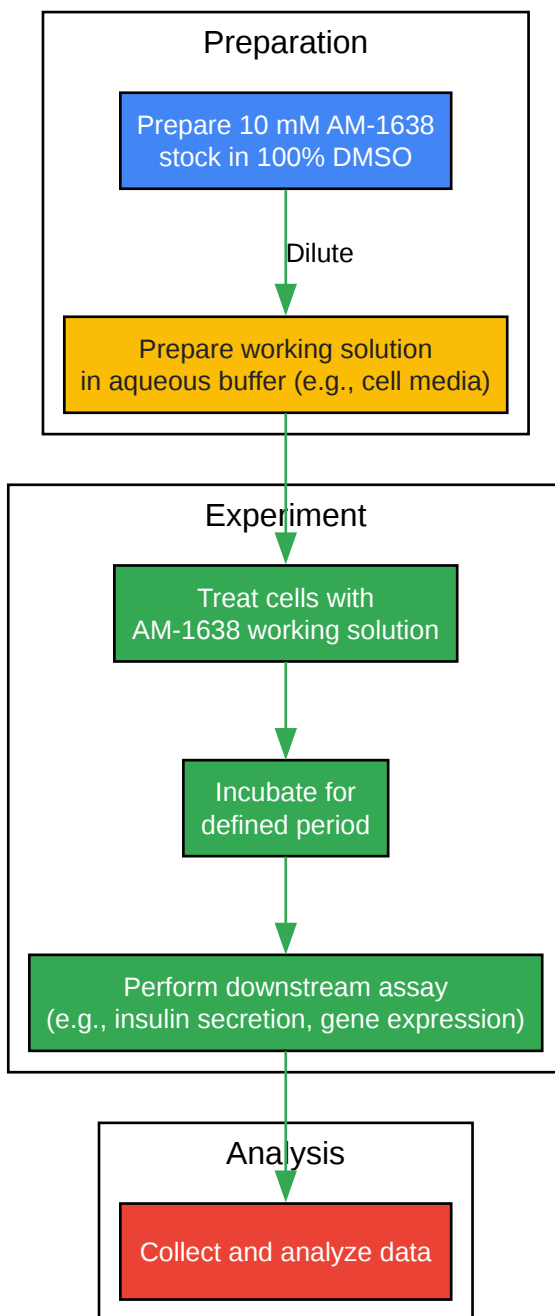 Preparation
Prepare 10 mM AM-1638
stock in 100% DMSO
Dilute
Prepare working solution
in aqueous buffer (e.g., cell media)
Experiment
Treat cells with
AM-1638 working solution
Incubate for
defined period
Perform downstream assay
(e.g., insulin secretion, gene expression)
Analysis
Collect and analyze data